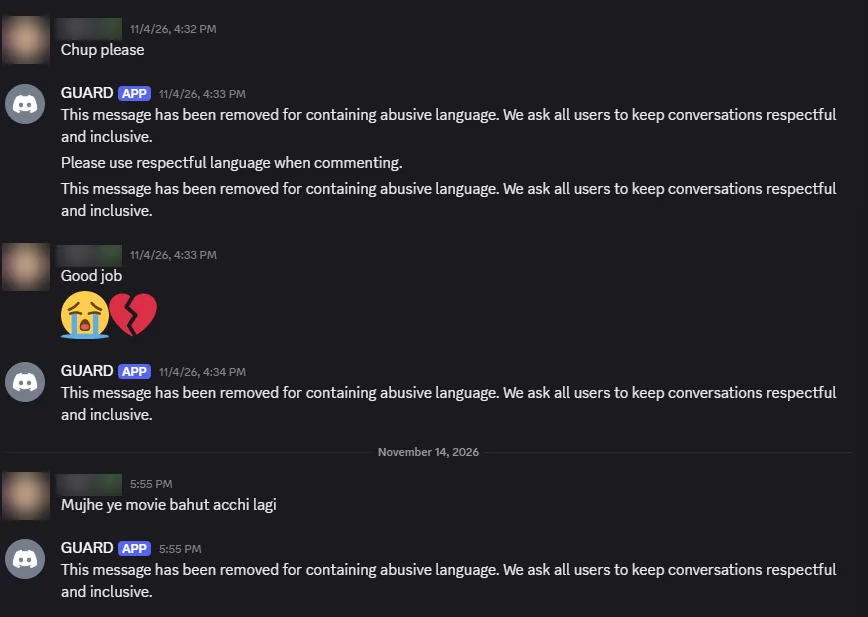 11/4/26, 4:32 PM
Chup please
GUARD APP 11/4/26, 4:33 PM
This message has been removed for containing abusive language. We ask all users to keep conversations respectful
and inclusive.
Please use respectful language when commenting.
This message has been removed for containing abusive language. We ask all users to keep conversations respectful
and inclusive.
11/4/26, 4:33 PM
Good job
😭💔
GUARD APP 11/4/26, 4:34 PM
This message has been removed for containing abusive language. We ask all users to keep conversations respectful
and inclusive.
November 14, 2026
5:55 PM
Mujhe ye movie bahut acchi lagi
GUARD APP 5:55 PM
This message has been removed for containing abusive language. We ask all users to keep conversations respectful
and inclusive.